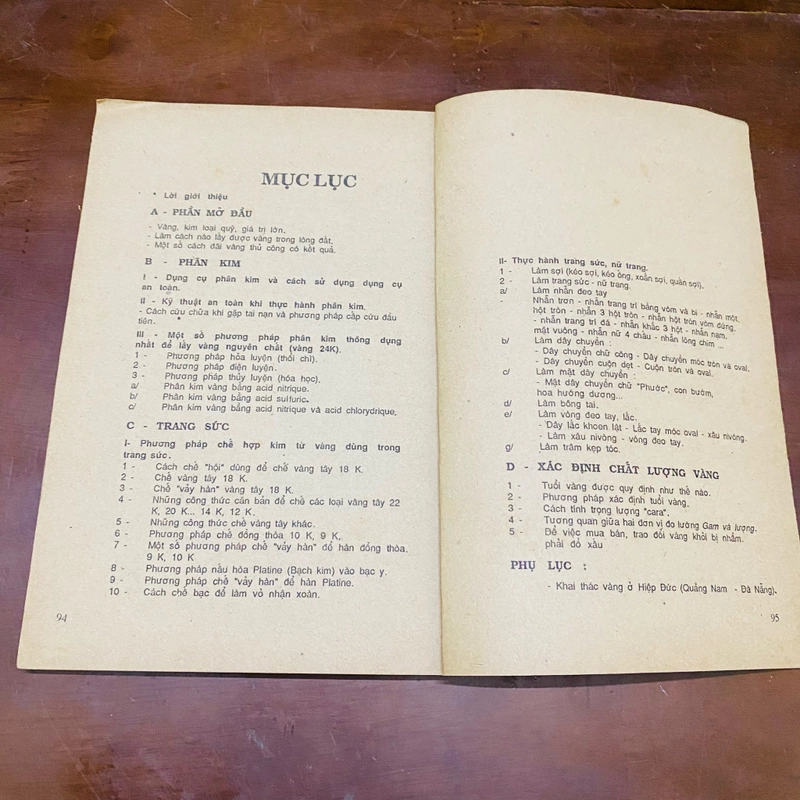 MỤC LỤC
* Lời giới thiệu
A - PHẦN MỞ ĐẦU
- Vàng, kim loại quý, giá trị lớn.
- Làm cách nào lấy được vàng trong lòng đất.
- Một số cách đãi vàng thủ công có kết quả.
B - PHÂN KIM
I - Dụng cụ phân kim và cách sử dụng dụng cụ
an toàn.
II - Kỹ thuật an toàn khi thực hành phân kim.
- Cách cứu chữa khi gặp tai nạn và phương pháp cấp cứu đầu
tiên.
III - Một số phương pháp phân kim thông dụng
nhất để lấy vàng nguyên chất (vàng 24K).
1 - Phương pháp hỏa luyện (thổi chì).
2 - Phương pháp điện luyện.
3 - Phương pháp thủy luyện (hóa học).
a/ Phân kim vàng bằng acid nitrique.
b/ Phân kim vàng bằng acid sulfuric.
c/ Phân kim vàng bằng acid nitrique và acid chlorydrique.
C - TRANG SỨC
I- Phương pháp chế hợp kim từ vàng dùng trong
trang sức.
1 - Cách chế "hội" dùng để chế vàng tây 18 K.
2 - Chế vàng tây 18 K.
3 - Chế "vảy hàn" vàng tây 18 K.
4 - Những công thức căn bản để chế các loại vàng tây 22
K, 20 K... 14 K, 12 K.
5 - Những công thức chế vàng tây khác.
6 - Phương pháp chế đồng thòa 10 K, 9 K.
7 - Một số phương pháp chế "vảy hàn" để hàn đồng thòa.
9 K, 10 K
8 - Phương pháp nấu hóa Platine (Bạch kim) vào bạc y.
9 - Phương pháp chế "vảy hàn" để hàn Platine.
10 - Cách chế bạc để làm vỏ nhận xoàn.
94
II- Thực hành trang sức, nữ trang.
1 - Làm sợi (kéo sợi, kéo ống, xoắn sợi, quấn sợi).
2 - Làm trang sức - nữ trang.
a/ Làm nhẫn đeo tay
- Nhẫn trơn - nhẫn trang trí bằng vòm và bi - nhẫn một
hột tròn - nhẫn 3 hột tròn - nhẫn hột tròn vòm đứng.
- nhẫn trang trí đá - nhẫn khắc 3 hột - nhẫn nam
mặt vuông - nhẫn nữ 4 chấu - nhẫn lòng chim ...
b/ Làm dây chuyền :
- Dây chuyền chữ công - Dây chuyền móc tròn và oval.
- Dây chuyền cuộn dẹt - Cuộn tròn và oval.
c/ Làm mặt dây chuyền :
- Mặt dây chuyền chữ "Phước", con bướm,
hoa hướng dương...
d/ Làm bông tai.
e/ Làm vòng đeo tay, lắc.
- Dây lắc khoen lật - Lắc tay móc oval - xâu nivòng.
- Làm xâu nivòng - vòng đeo tay.
g/ Làm trâm kẹp tóc.
D - XÁC ĐỊNH CHẤT LƯỢNG VÀNG
1 - Tuổi vàng được quy định như thế nào.
2 - Phương pháp xác định tuổi vàng.
3 - Cách tính trọng lượng "cara".
4 - Tương quan giữa hai đơn vị đo lường Gam và lượng.
5 - Để việc mua bán, trao đổi vàng khỏi bị nhầm.
phải đồ xấu
PHỤ LỤC :
- Khai thác vàng ở Hiệp Đức (Quảng Nam - Đà Nẵng).
95